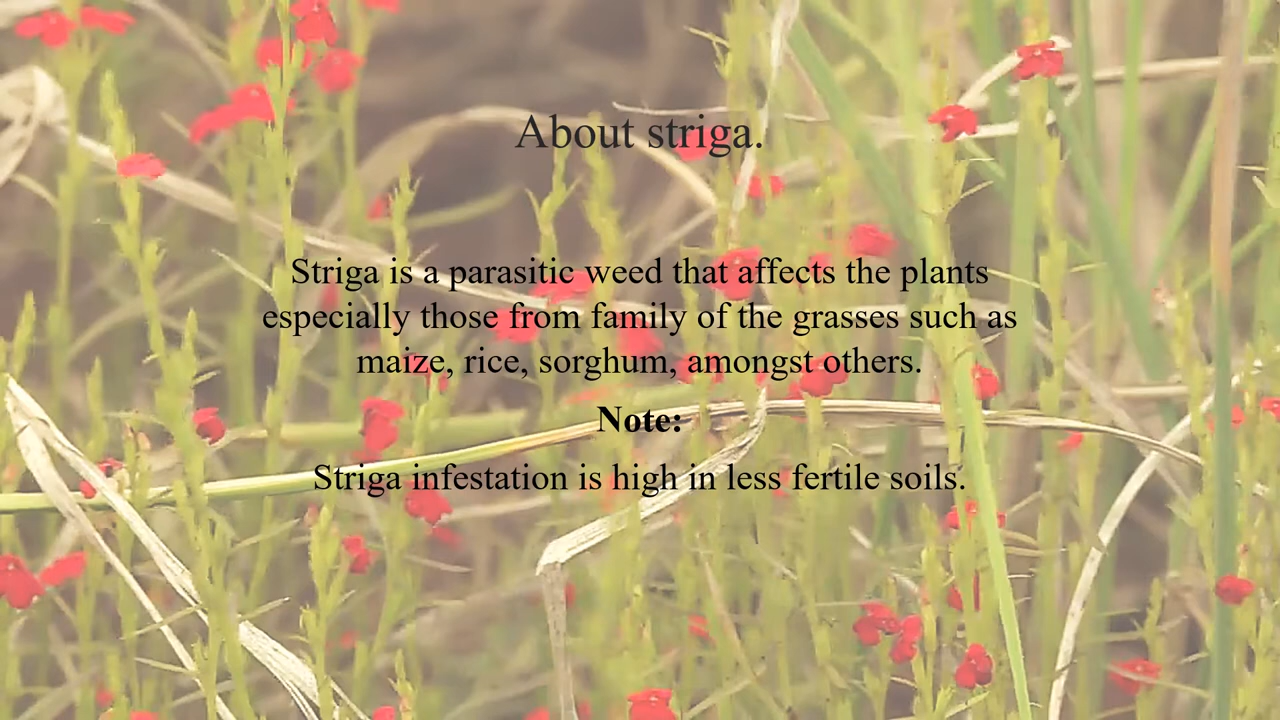 About striga.
Striga is a parasitic weed that affects the plants
especially those from family of the grasses such as
maize, rice, sorghum, amongst others.
Note:
Striga infestation is high in less fertile soils.